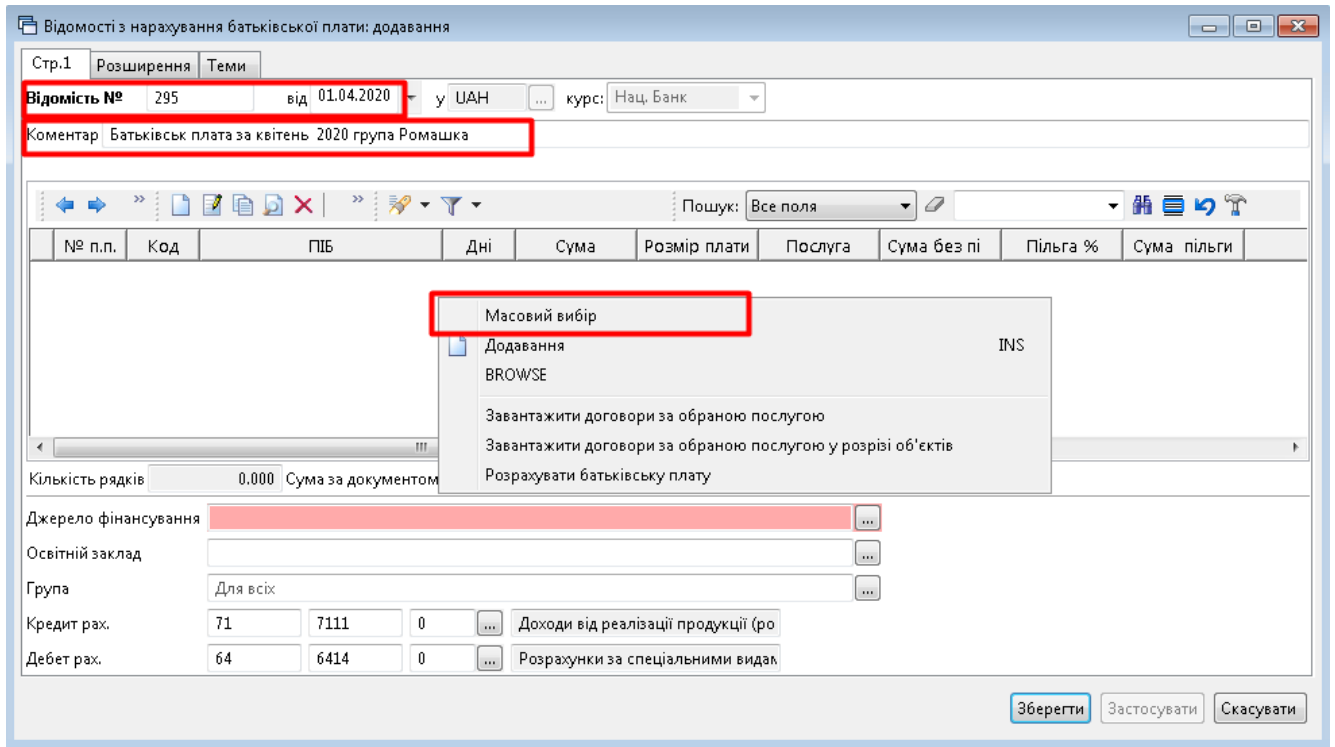 Відомості з нарахування батьківської плати: додавання
Стр.1 Розширення Теми
Відомість № 295 від 01.04.2020 у UAH ... курс: Нац. Банк
Коментар Батьківськ плата за квітень 2020 група Ромашка
Пошук: Все поля
№ п.п. Код ПІБ Дні Сума Розмір плати Послуга Сума без пі Пільга % Сума пільги
Масовий вибір
Додавання INS
BROWSE
Завантажити договори за обраною послугою
Завантажити договори за обраною послугою у розрізі об'єктів
Розрахувати батьківську плату
Кількість рядків 0.000 Сума за документом
Джерело фінансування ...
Освітній заклад ...
Група Для всіх ...
Кредит рах. 71 7111 0 ... Доходи від реалізації продукції (ро
Дебет рах. 64 6414 0 ... Розрахунки за спеціальними видам
Зберегти Застосувати Скасувати